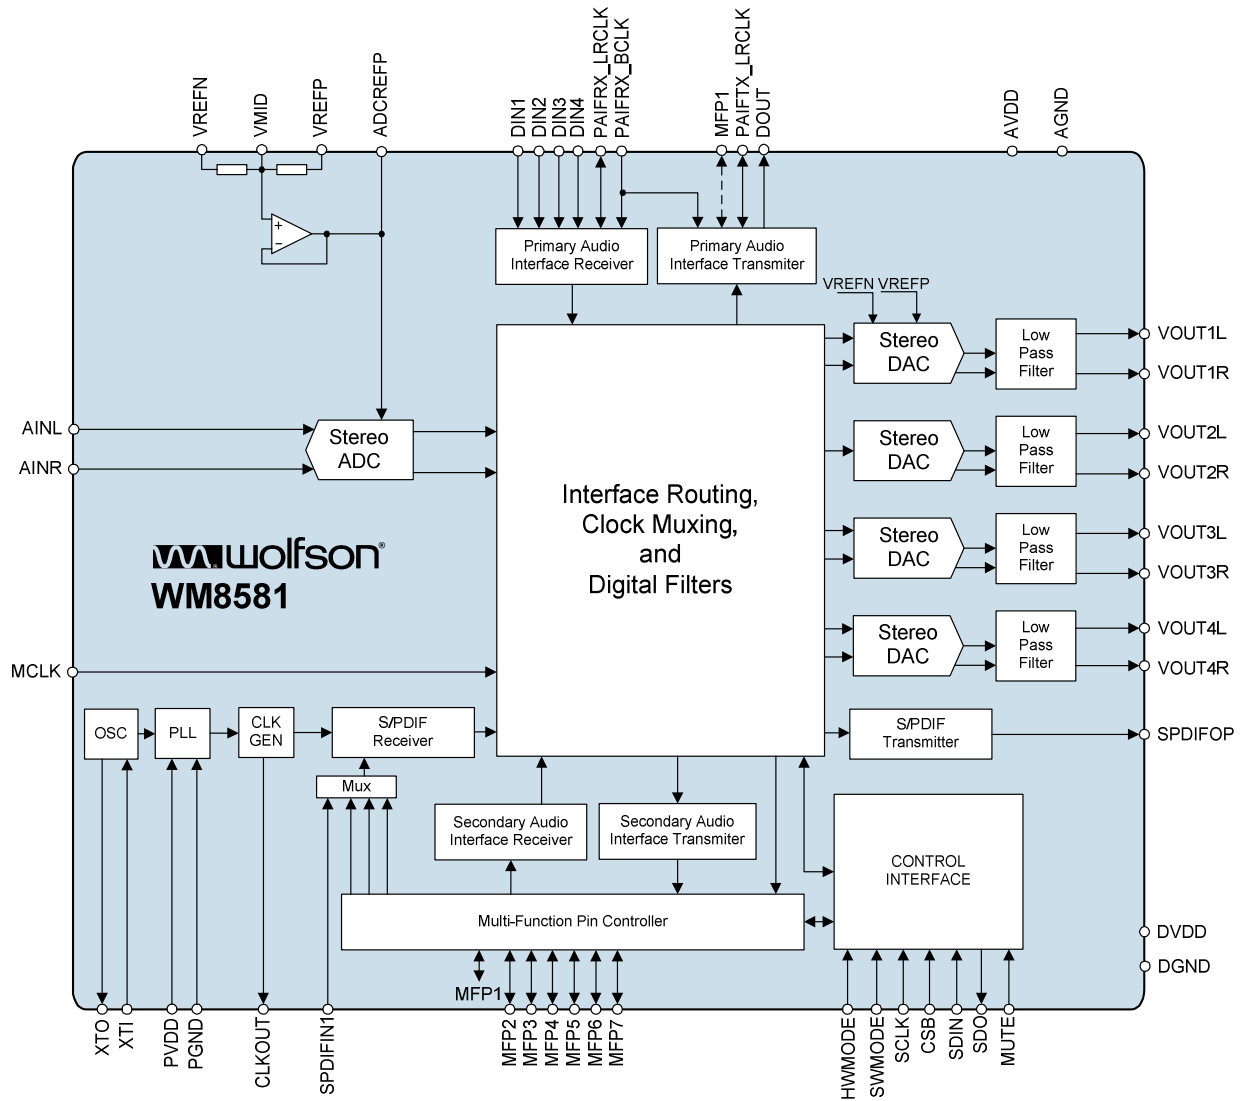 VREFN
VMID
VREFP
ADCREFP
DIN1
DIN2
DIN3
DIN4
PAIFRX_LRCLK
PAIFRX_BCLK
MFP1
PAIFTX_LRCLK
DOUT
AVDD
AGND
+
−
Primary Audio
Interface Receiver
Primary Audio
Interface Transmiter
VREFN VREFP
Stereo
DAC
Low
Pass
Filter
VOUT1L
VOUT1R
AINL
AINR
Stereo
ADC
Stereo
DAC
Low
Pass
Filter
VOUT2L
VOUT2R
Interface Routing,
Clock Muxing,
and
Digital Filters
wolfson®
WM8581
Stereo
DAC
Low
Pass
Filter
VOUT3L
VOUT3R
Stereo
DAC
Low
Pass
Filter
VOUT4L
VOUT4R
MCLK
OSC
PLL
CLK
GEN
S/PDIF
Receiver
S/PDIF
Transmitter
SPDIFOP
Mux
Secondary Audio
Interface Receiver
Secondary Audio
Interface Transmiter
CONTROL
INTERFACE
Multi-Function Pin Controller
DVDD
DGND
MFP1
XTO
XTI
PVDD
PGND
CLKOUT
SPDIFIN1
MFP2
MFP3
MFP4
MFP5
MFP6
MFP7
HWMODE
SWMODE
SCLK
CSB
SDIN
SDO
MUTE